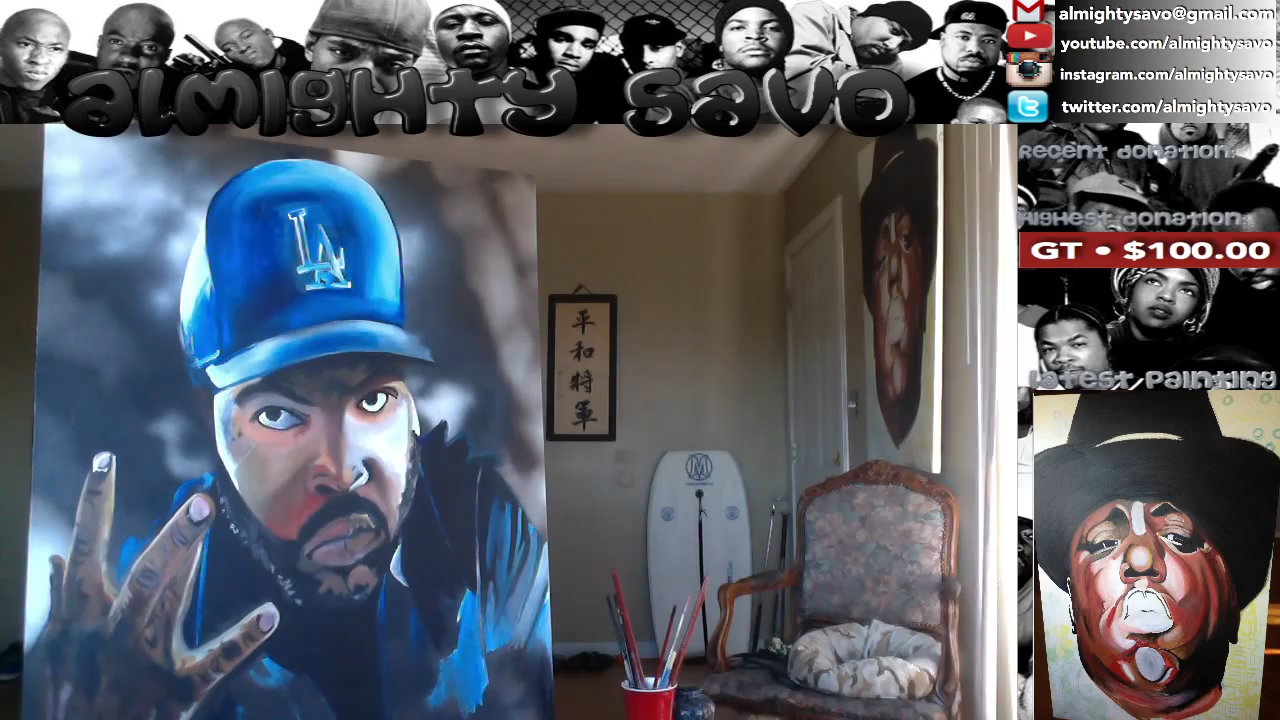 almighty savo
almightysavo@gmail.com
youtube.com/almightysavo
instagram.com/almightysavo
twitter.com/almightysavo
Recent donation:
Highest donation:
GT • $100.00
Latest painting
LA
平
和
將
軍